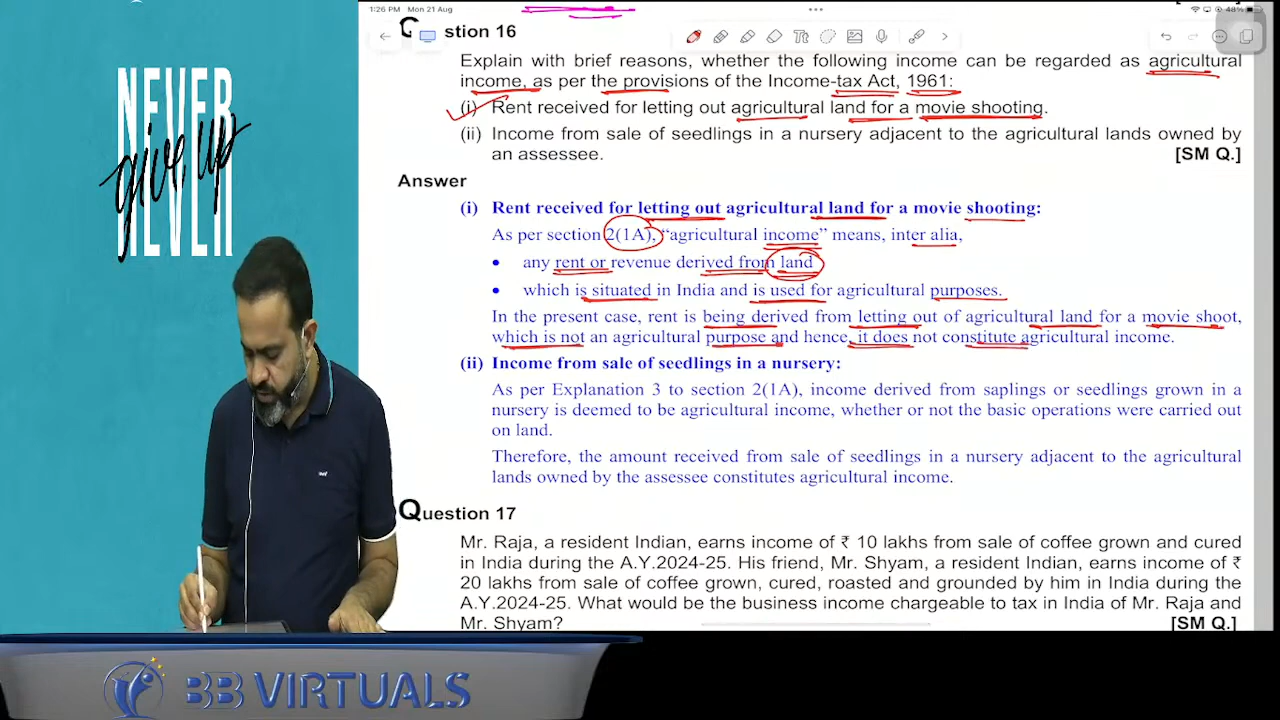 1:26 PM Mon 21 Aug
48%
NEVER
give up
NEVER
stion 16
Explain with brief reasons, whether the following income can be regarded as agricultural
income, as per the provisions of the Income-tax Act, 1961:
(i) Rent received for letting out agricultural land for a movie shooting.
(ii) Income from sale of seedlings in a nursery adjacent to the agricultural lands owned by
an assessee. [SM Q.]
Answer
(i) Rent received for letting out agricultural land for a movie shooting:
As per section 2(1A), “agricultural income” means, inter alia,
• any rent or revenue derived from land
• which is situated in India and is used for agricultural purposes.
In the present case, rent is being derived from letting out of agricultural land for a movie shoot,
which is not an agricultural purpose and hence, it does not constitute agricultural income.
(ii) Income from sale of seedlings in a nursery:
As per Explanation 3 to section 2(1A), income derived from saplings or seedlings grown in a
nursery is deemed to be agricultural income, whether or not the basic operations were carried out
on land.
Therefore, the amount received from sale of seedlings in a nursery adjacent to the agricultural
lands owned by the assessee constitutes agricultural income.
Question 17
Mr. Raja, a resident Indian, earns income of ₹ 10 lakhs from sale of coffee grown and cured
in India during the A.Y.2024-25. His friend, Mr. Shyam, a resident Indian, earns income of ₹
20 lakhs from sale of coffee grown, cured, roasted and grounded by him in India during the
A.Y.2024-25. What would be the business income chargeable to tax in India of Mr. Raja and
Mr. Shyam? [SM Q.]
BB VIRTUALS